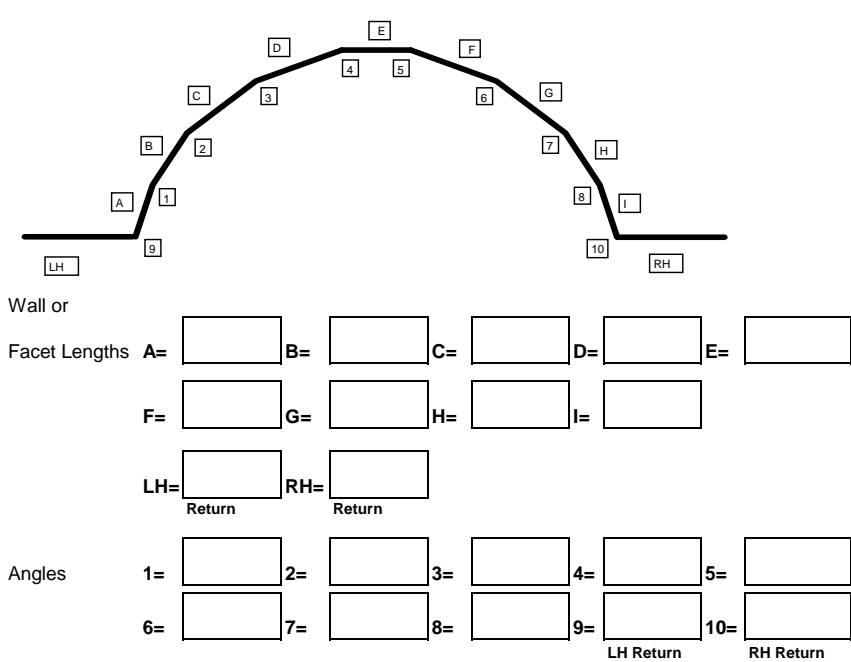 E
D
F
4
5
C
3
6
G
B
2
7
H
A
1
8
I
9
10
LH
RH
Wall or
Facet Lengths A= B= C= D= E=
F= G= H= I=
LH= RH=
Return Return
Angles 1= 2= 3= 4= 5=
6= 7= 8= 9= 10=
LH Return RH Return